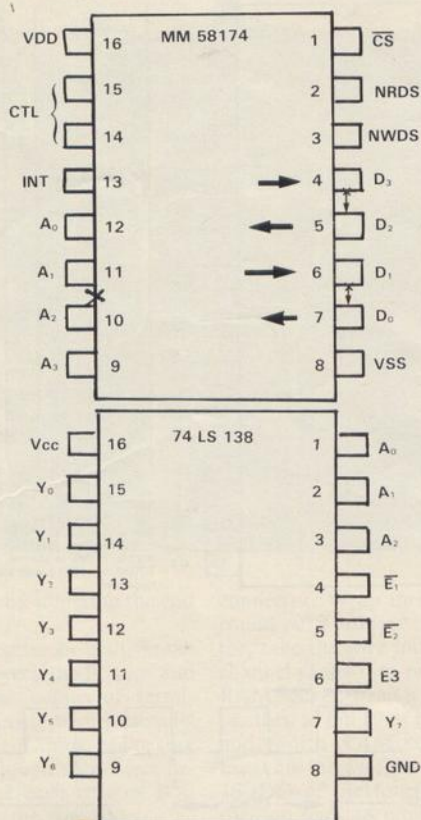 VDD 16 MM 58174 1 C̅S̅
15 2 NRDS
CTL
14 3 NWDS
INT 13 4 D₃
A₀ 12 5 D₂
A₁ 11 6 D₁
A₂ 10 7 D₀
A₃ 9 8 VSS
Vcc 16 74 LS 138 1 A₀
Y₀ 15 2 A₁
Y₁ 14 3 A₂
Y₂ 13 4 E̅₁
Y₃ 12 5 E̅₂
Y₄ 11 6 E3
Y₅ 10 7 Y₇
Y₆ 9 8 GND